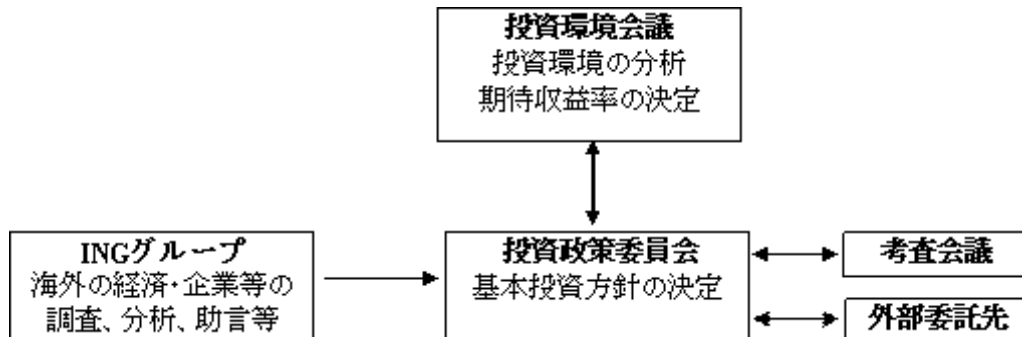 投資環境会議
投資環境の分析
期待収益率の決定
INGグループ
海外の経済・企業等の
調査、分析、助言等
投資政策委員会
基本投資方針の決定
考査会議
外部委託先